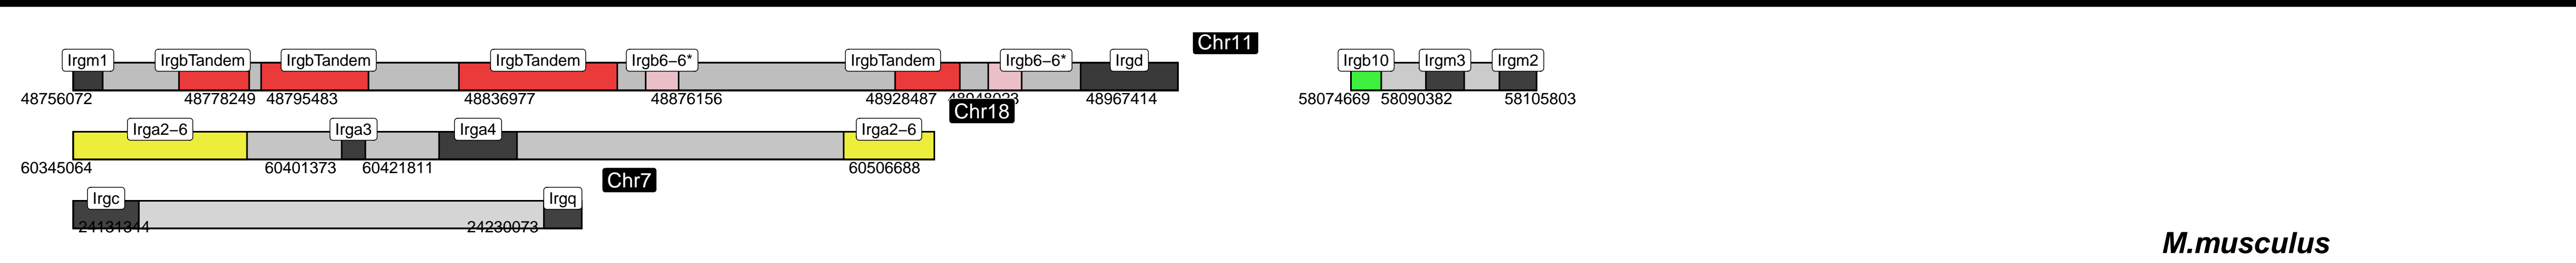 Chr11
Irgm1 IrgbTandem IrgbTandem IrgbTandem Irgb6−6* IrgbTandem Irgb6−6* Irgd Irgb10 Irgm3 Irgm2
48756072 48778249 48795483 48836977 48876156 48928487 48967414 58074669 58090382 58105803
Chr18
Irga2−6 Irga3 Irga4 Irga2−6
60345064 60401373 60421811 60506688
Chr7
Irgc Irgq
24131344 24230073
M.musculus